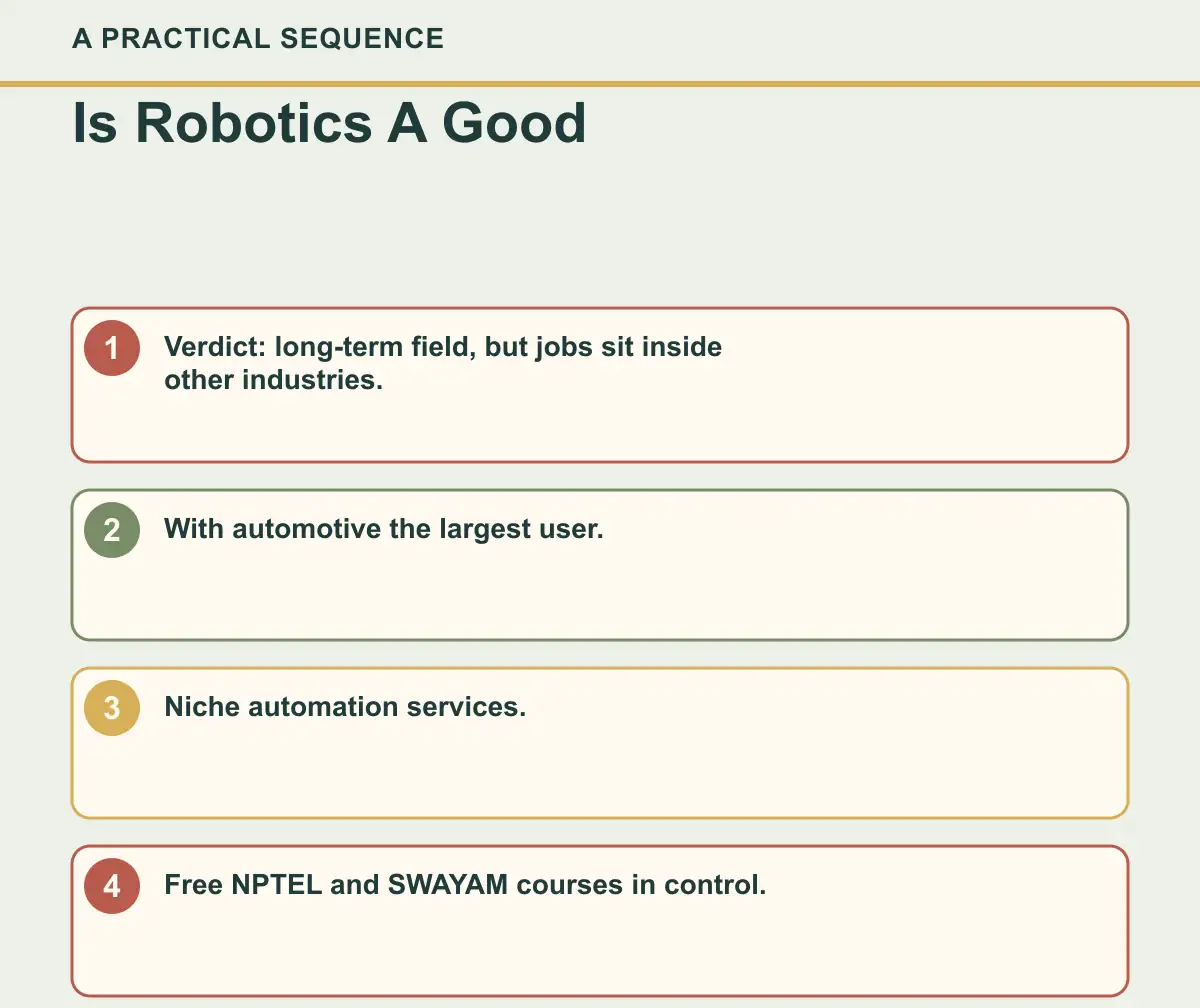 A PRACTICAL SEQUENCE
Is Robotics A Good
1
Verdict: long-term field, but jobs sit inside
other industries.
2
With automotive the largest user.
3
Niche automation services.
4
Free NPTEL and SWAYAM courses in control.